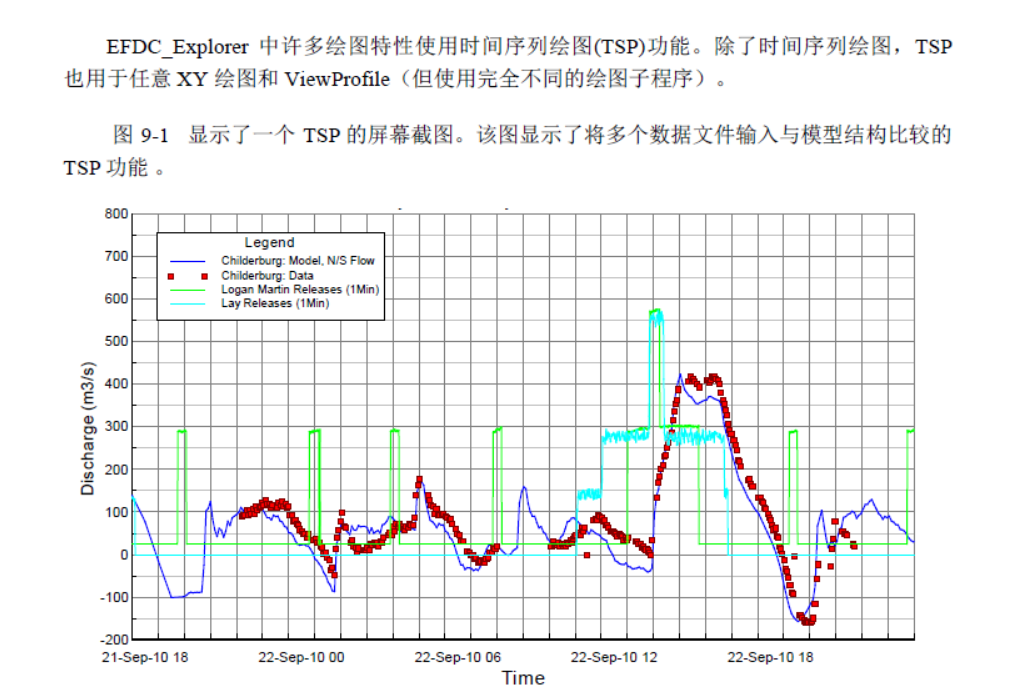 EFDC_Explorer 中许多绘图特性使用时间序列绘图(TSP)功能。除了时间序列绘图，TSP
也用于任意 XY 绘图和 ViewProfile（但使用完全不同的绘图子程序）。
图 9-1 显示了一个 TSP 的屏幕截图。该图显示了将多个数据文件输入与模型结构比较的
TSP 功能 。
800
Legend
700
Childerburg: Model, N/S Flow
Childerburg: Data
Logan Martin Releases (1Min)
600
Lay Releases (1Min)
500
400
Discharge (m3/s)
300
200
100
0
-100
-200
21-Sep-10 18 22-Sep-10 00 22-Sep-10 06 22-Sep-10 12 22-Sep-10 18
Time